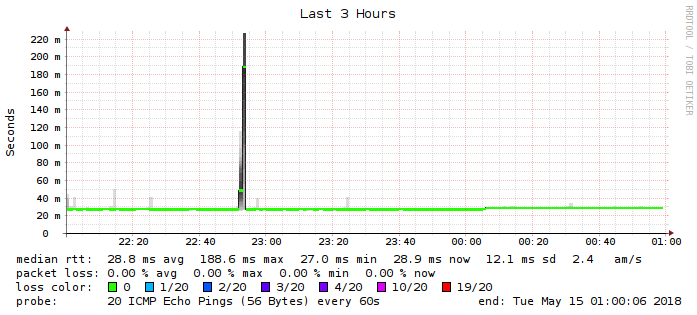 Last 3 Hours
RRDTOOL / TOBI OETIKER
Seconds
220 m
200 m
180 m
160 m
140 m
120 m
100 m
80 m
60 m
40 m
20 m
0
22:20 22:40 23:00 23:20 23:40 00:00 00:20 00:40 01:00
median rtt: 28.8 ms avg 188.6 ms max 27.0 ms min 28.9 ms now 12.1 ms sd 2.4 am/s
packet loss: 0.00 % avg 0.00 % max 0.00 % min 0.00 % now
loss color: 0 1/20 2/20 3/20 4/20 10/20 19/20
probe: 20 ICMP Echo Pings (56 Bytes) every 60s end: Tue May 15 01:00:06 2018